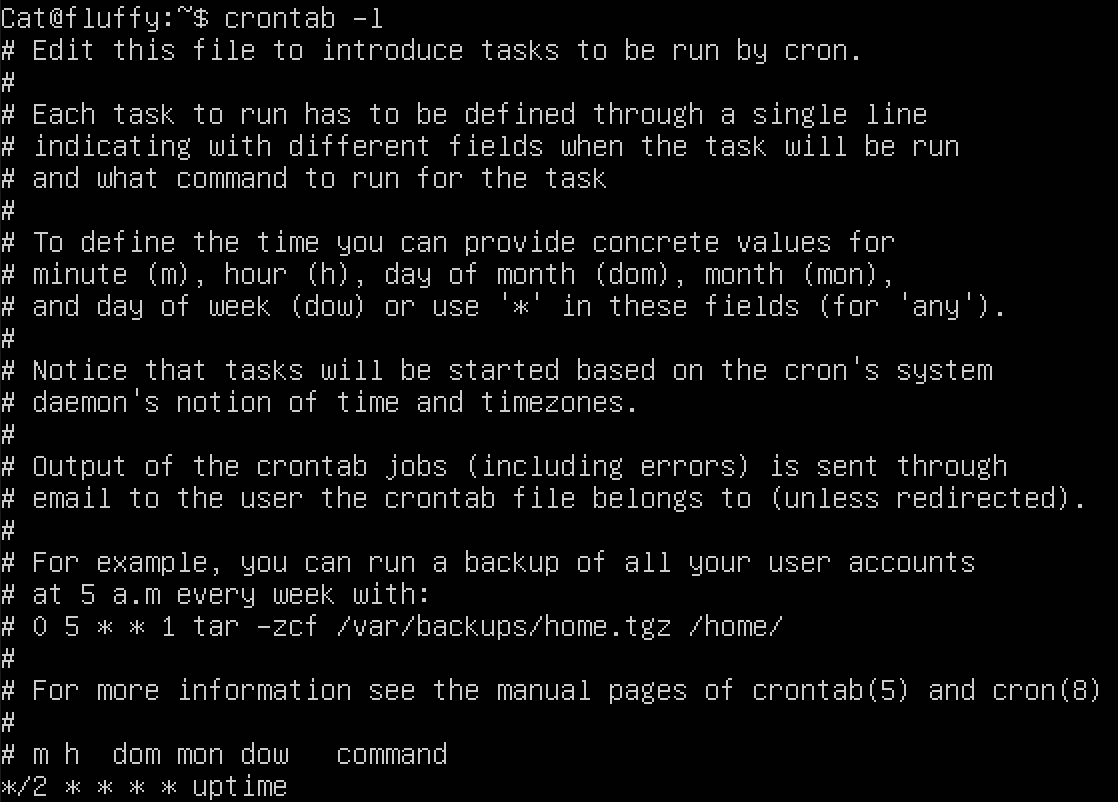 Cat@fluffy:~$ crontab -l
# Edit this file to introduce tasks to be run by cron.
#
# Each task to run has to be defined through a single line
# indicating with different fields when the task will be run
# and what command to run for the task
#
# To define the time you can provide concrete values for
# minute (m), hour (h), day of month (dom), month (mon),
# and day of week (dow) or use '*' in these fields (for 'any').
#
# Notice that tasks will be started based on the cron's system
# daemon's notion of time and timezones.
#
# Output of the crontab jobs (including errors) is sent through
# email to the user the crontab file belongs to (unless redirected).
#
# For example, you can run a backup of all your user accounts
# at 5 a.m every week with:
# 0 5 * * 1 tar -zcf /var/backups/home.tgz /home/
#
# For more information see the manual pages of crontab(5) and cron(8)
#
# m h  dom mon dow   command
*/2 * * * * uptime